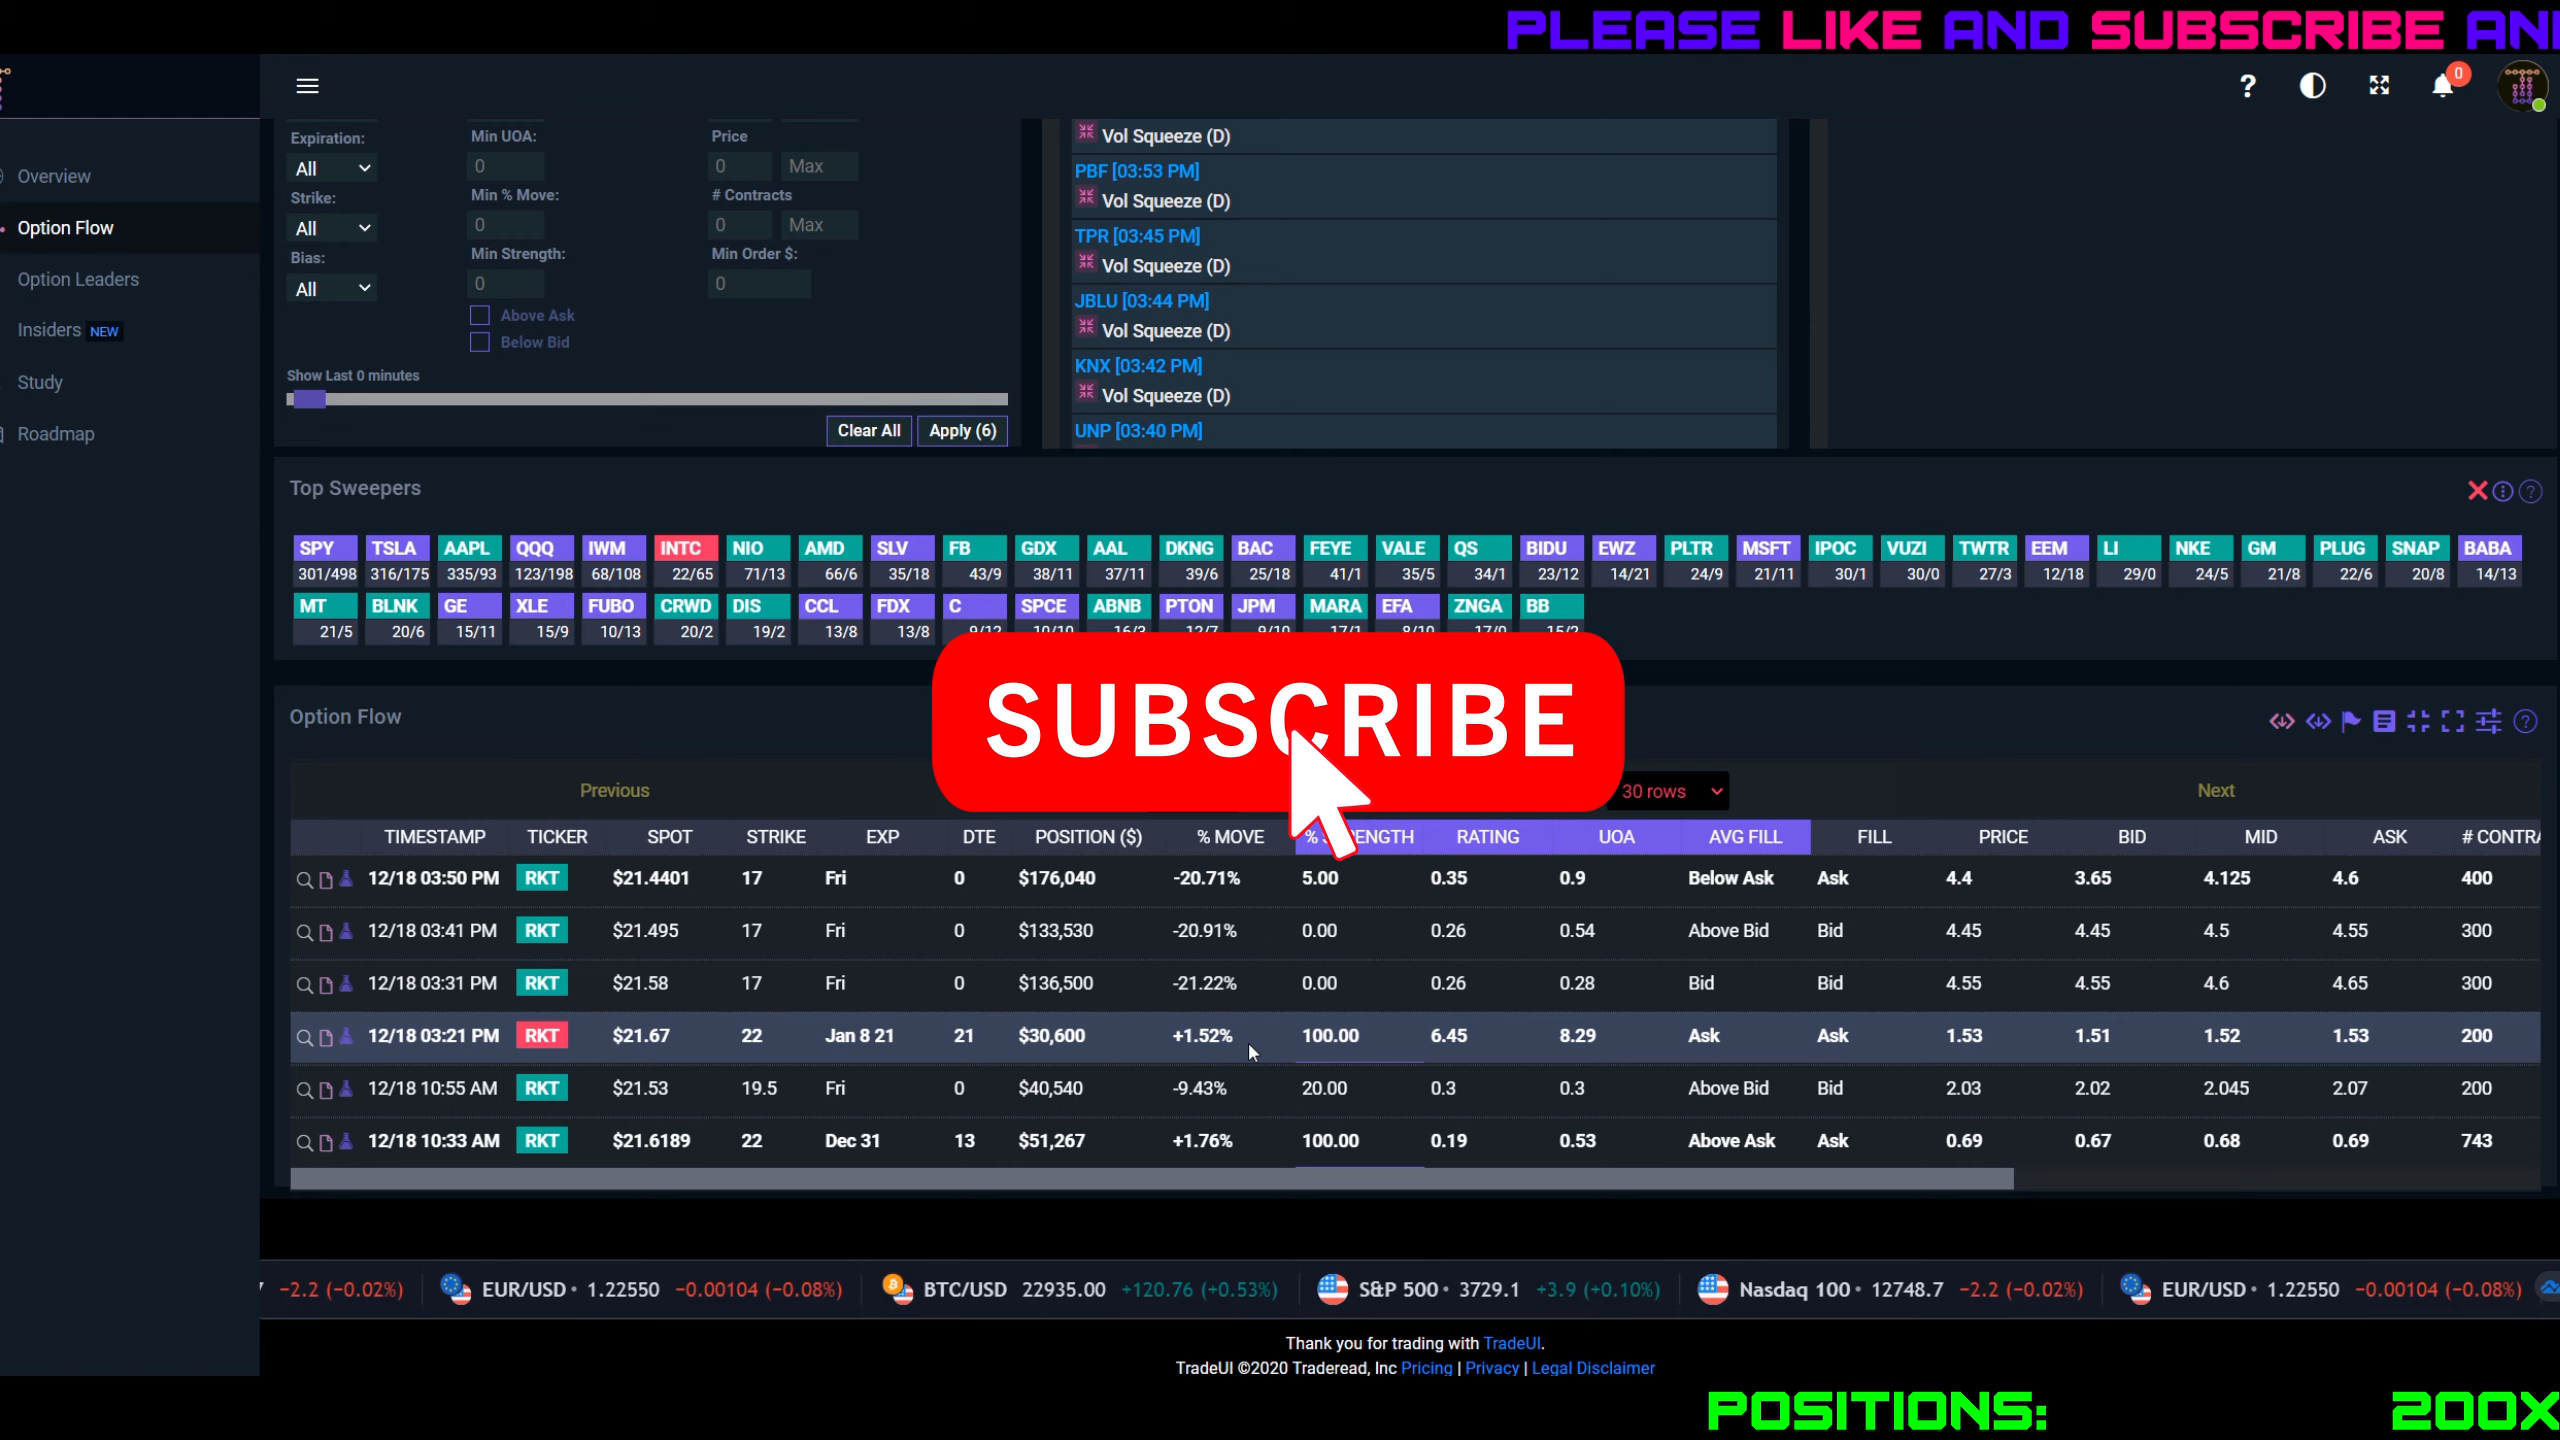 PLEASE LIKE AND SUBSCRIBE AN
0
Overview
Option Flow
Option Leaders
Insiders NEW
Study
Roadmap
Expiration:
All
Strike:
All
Bias:
All
Min UOA:
0
Min % Move:
0
Min Strength:
0
Above Ask
Below Bid
Price
0 Max
# Contracts
0 Max
Min Order $:
0
Show Last 0 minutes
Clear All Apply (6)
Vol Squeeze (D)
PBF [03:53 PM]
Vol Squeeze (D)
TPR [03:45 PM]
Vol Squeeze (D)
JBLU [03:44 PM]
Vol Squeeze (D)
KNX [03:42 PM]
Vol Squeeze (D)
UNP [03:40 PM]
Top Sweepers
SPY TSLA AAPL QQQ IWM INTC NIO AMD SLV FB GDX AAL DKNG BAC FEYE VALE QS BIDU EWZ PLTR MSFT IPOC VUZI TWTR EEM LI NKE GM PLUG SNAP BABA
301/498 316/175 335/93 123/198 68/108 22/65 71/13 66/6 35/18 43/9 38/11 37/11 39/6 25/18 41/1 35/5 34/1 23/12 14/21 24/9 21/11 30/1 30/0 27/3 12/18 29/0 24/5 21/8 22/6 20/8 14/13
MT BLNK GE XLE FUBO CRWD DIS CCL FDX C SPCE ABNB PTON JPM MARA EFA ZNGA BB
21/5 20/6 15/11 15/9 10/13 20/2 19/2 13/8 13/8
SUBSCRIBE
Option Flow
Previous 30 rows Next
TIMESTAMP TICKER SPOT STRIKE EXP DTE POSITION ($) % MOVE RATING UOA AVG FILL FILL PRICE BID MID ASK # CONTRA
12/18 03:50 PM RKT $21.4401 17 Fri 0 $176,040 -20.71% 5.00 0.35 0.9 Below Ask Ask 4.4 3.65 4.125 4.6 400
12/18 03:41 PM RKT $21.495 17 Fri 0 $133,530 -20.91% 0.00 0.26 0.54 Above Bid Bid 4.45 4.45 4.5 4.55 300
12/18 03:31 PM RKT $21.58 17 Fri 0 $136,500 -21.22% 0.00 0.26 0.28 Bid Bid 4.55 4.55 4.6 4.65 300
12/18 03:21 PM RKT $21.67 22 Jan 8 21 21 $30,600 +1.52% 100.00 6.45 8.29 Ask Ask 1.53 1.51 1.52 1.53 200
12/18 10:55 AM RKT $21.53 19.5 Fri 0 $40,540 -9.43% 20.00 0.3 0.3 Above Bid Bid 2.03 2.02 2.045 2.07 200
12/18 10:33 AM RKT $21.6189 22 Dec 31 13 $51,267 +1.76% 100.00 0.19 0.53 Above Ask Ask 0.69 0.67 0.68 0.69 743
−2.2 (−0.02%) EUR/USD • 1.22550 −0.00104 (−0.08%) BTC/USD 22935.00 +120.76 (+0.53%) S&P 500 • 3729.1 +3.9 (+0.10%) Nasdaq 100 • 12748.7 −2.2 (−0.02%) EUR/USD • 1.22550 −0.00104 (−0.08%)
Thank you for trading with TradeUI.
TradeUI ©2020 Traderead, Inc Pricing | Privacy | Legal Disclaimer
POSITIONS: 200X